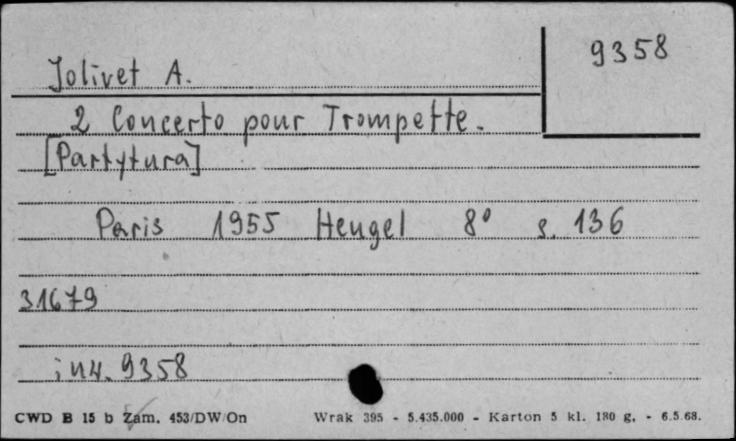 9358
Jolivet A.
2 Concerto pour Trompette.
[Partytura]
Paris 1955 Heugel 8° s. 136
31679
inw. 9358
CWD B 15 b Zam. 453/DW/On Wrak 395 - 5.435.000 - Karton 5 kl. 180 g. - 6.5.68.